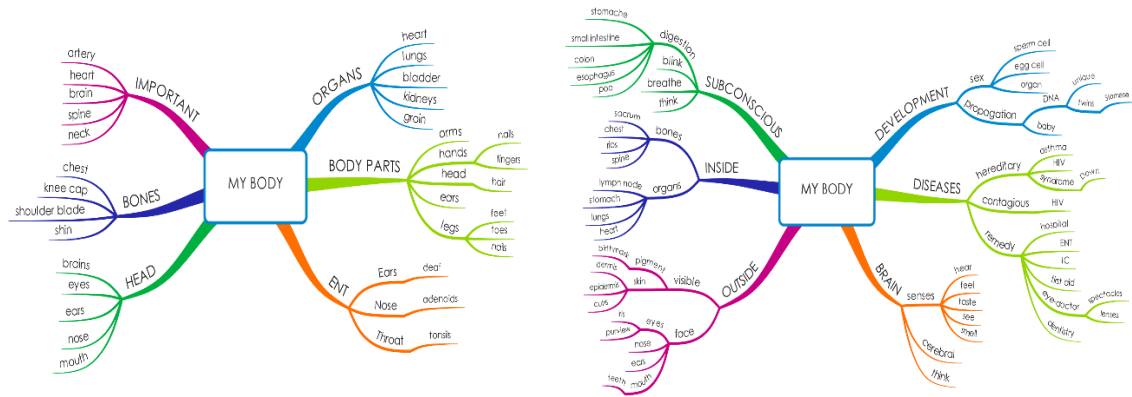 artery
heart
brain
spine
neck
IMPORTANT
ORGANS
heart
lungs
bladder
kidneys
groin
MY BODY
BODY PARTS
arms
hands
nails
fingers
head
hair
ears
legs
feet
toes
nails
chest
knee cap
shoulder blade
shin
BONES
HEAD
brains
eyes
ears
nose
mouth
ENT
Ears
deaf
Nose
adenoids
Throat
tonsils
stomache
small intestine
colon
esophagus
poo
digestion
blink
breathe
think
SUBCONSCIOUS
DEVELOPMENT
sex
sperm cell
egg cell
organ
propagation
DNA
unique
twins
siamese
baby
sacrum
chest
ribs
spine
bones
INSIDE
lymph node
stomach
lungs
heart
organs
MY BODY
DISEASES
hereditary
asthma
HIV
syndrome
Down
contagious
HIV
remedy
hospital
ENT
IC
first aid
eye-doctor
spectacles
lenses
dentistry
birthmark
pigment
dermis
epidermis
cuts
skin
visible
OUTSIDE
iris
purview
eyes
nose
ears
teeth
mouth
face
BRAIN
senses
hear
feel
taste
see
smell
cerebral
think